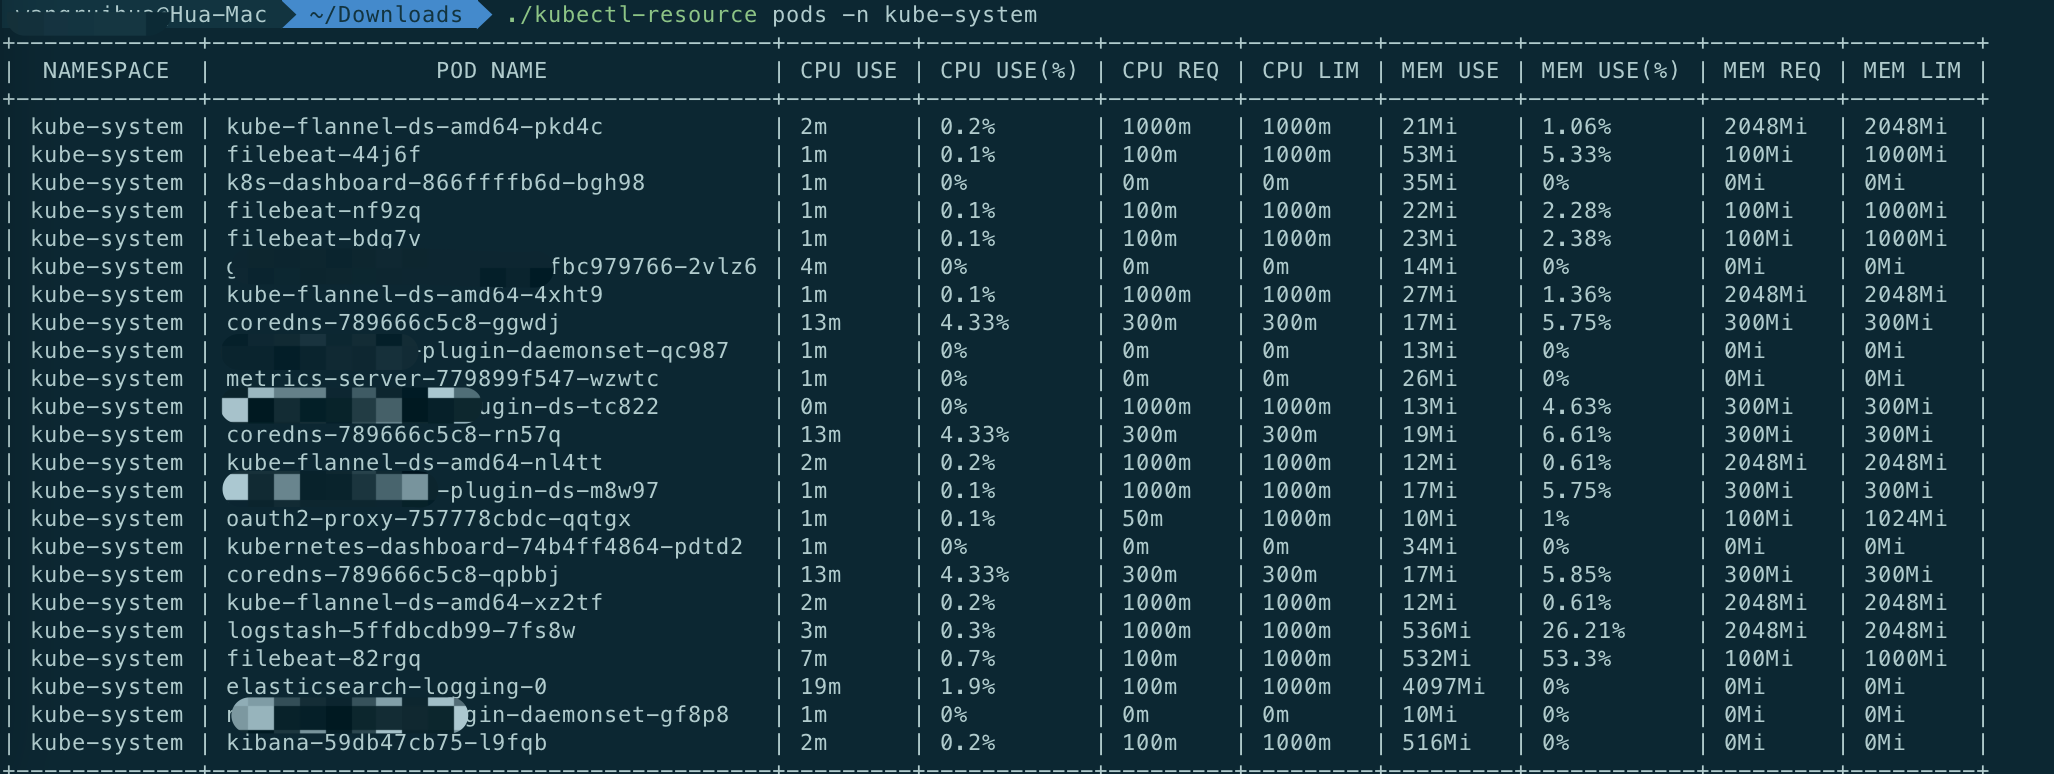 @Hua-Mac ~/Downloads ./kubectl-resource pods -n kube-system
| NAMESPACE | POD NAME | CPU USE | CPU USE(%) | CPU REQ | CPU LIM | MEM USE | MEM USE(%) | MEM REQ | MEM LIM |
| kube-system | kube-flannel-ds-amd64-pkd4c | 2m | 0.2% | 1000m | 1000m | 21Mi | 1.06% | 2048Mi | 2048Mi |
| kube-system | filebeat-44j6f | 1m | 0.1% | 100m | 1000m | 53Mi | 5.33% | 100Mi | 1000Mi |
| kube-system | k8s-dashboard-866ffffb6d-bgh98 | 1m | 0% | 0m | 0m | 35Mi | 0% | 0Mi | 0Mi |
| kube-system | filebeat-nf9zq | 1m | 0.1% | 100m | 1000m | 22Mi | 2.28% | 100Mi | 1000Mi |
| kube-system | filebeat-bdq7v | 1m | 0.1% | 100m | 1000m | 23Mi | 2.38% | 100Mi | 1000Mi |
| kube-system | fbc979766-2vlz6 | 4m | 0% | 0m | 0m | 14Mi | 0% | 0Mi | 0Mi |
| kube-system | kube-flannel-ds-amd64-4xht9 | 1m | 0.1% | 1000m | 1000m | 27Mi | 1.36% | 2048Mi | 2048Mi |
| kube-system | coredns-789666c5c8-ggwdj | 13m | 4.33% | 300m | 300m | 17Mi | 5.75% | 300Mi | 300Mi |
| kube-system | -plugin-daemonset-qc987 | 1m | 0% | 0m | 0m | 13Mi | 0% | 0Mi | 0Mi |
| kube-system | metrics-server-779899f547-wzwtc | 1m | 0% | 0m | 0m | 26Mi | 0% | 0Mi | 0Mi |
| kube-system | ugin-ds-tc822 | 0m | 0% | 1000m | 1000m | 13Mi | 4.63% | 300Mi | 300Mi |
| kube-system | coredns-789666c5c8-rn57q | 13m | 4.33% | 300m | 300m | 19Mi | 6.61% | 300Mi | 300Mi |
| kube-system | kube-flannel-ds-amd64-nl4tt | 2m | 0.2% | 1000m | 1000m | 12Mi | 0.61% | 2048Mi | 2048Mi |
| kube-system | -plugin-ds-m8w97 | 1m | 0.1% | 1000m | 1000m | 17Mi | 5.75% | 300Mi | 300Mi |
| kube-system | oauth2-proxy-757778cbdc-qqtgx | 1m | 0.1% | 50m | 1000m | 10Mi | 1% | 100Mi | 1024Mi |
| kube-system | kubernetes-dashboard-74b4ff4864-pdtd2 | 1m | 0% | 0m | 0m | 34Mi | 0% | 0Mi | 0Mi |
| kube-system | coredns-789666c5c8-qpbbj | 13m | 4.33% | 300m | 300m | 17Mi | 5.85% | 300Mi | 300Mi |
| kube-system | kube-flannel-ds-amd64-xz2tf | 2m | 0.2% | 1000m | 1000m | 12Mi | 0.61% | 2048Mi | 2048Mi |
| kube-system | logstash-5ffdbcdb99-7fs8w | 3m | 0.3% | 1000m | 1000m | 536Mi | 26.21% | 2048Mi | 2048Mi |
| kube-system | filebeat-82rgq | 7m | 0.7% | 100m | 1000m | 532Mi | 53.3% | 100Mi | 1000Mi |
| kube-system | elasticsearch-logging-0 | 19m | 1.9% | 100m | 1000m | 4097Mi | 0% | 0Mi | 0Mi |
| kube-system | gin-daemonset-gf8p8 | 1m | 0% | 0m | 0m | 10Mi | 0% | 0Mi | 0Mi |
| kube-system | kibana-59db47cb75-l9fqb | 2m | 0.2% | 100m | 1000m | 516Mi | 0% | 0Mi | 0Mi |